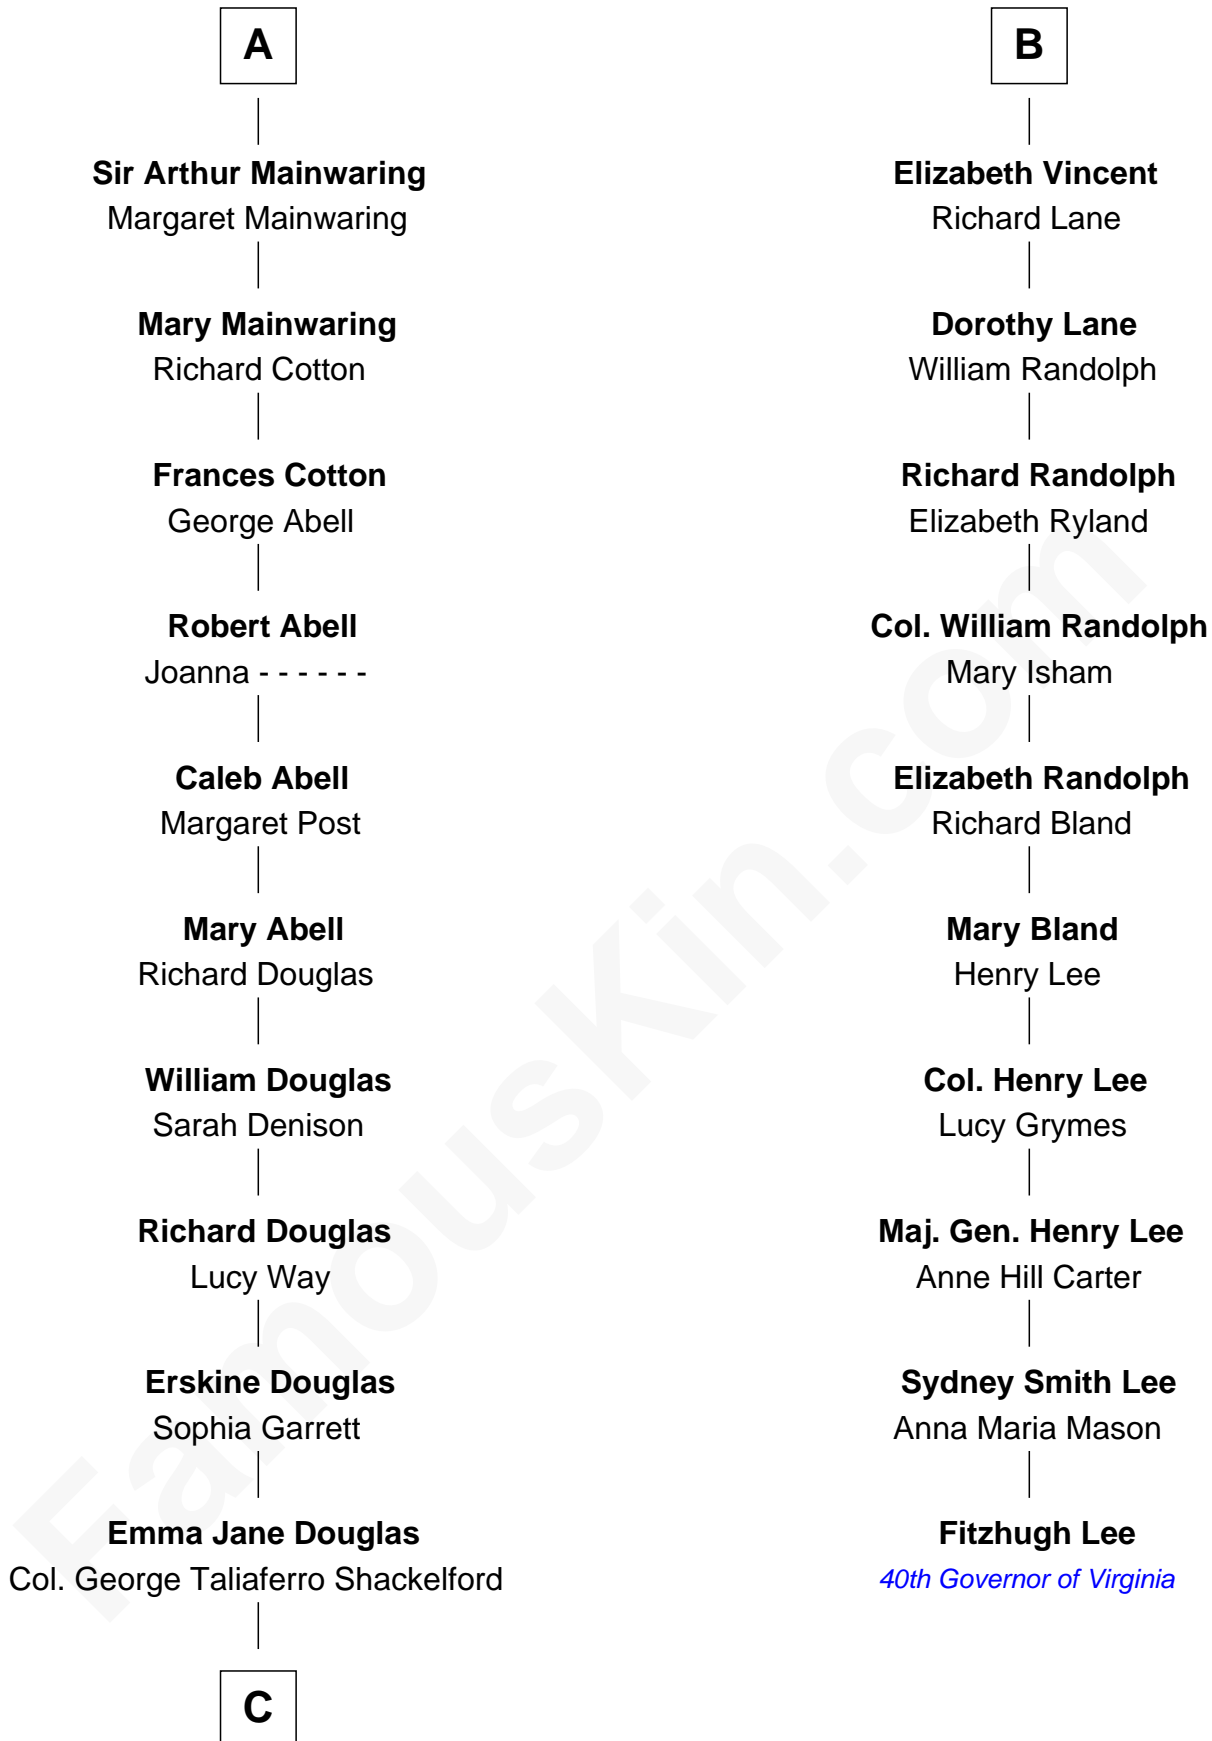 A
Sir Arthur Mainwaring
Margaret Mainwaring
Mary Mainwaring
Richard Cotton
Frances Cotton
George Abell
Robert Abell
Joanna - - - - - -
Caleb Abell
Margaret Post
Mary Abell
Richard Douglas
William Douglas
Sarah Denison
Richard Douglas
Lucy Way
Erskine Douglas
Sophia Garrett
Emma Jane Douglas
Col. George Taliaferro Shackelford
C
B
Elizabeth Vincent
Richard Lane
Dorothy Lane
William Randolph
Richard Randolph
Elizabeth Ryland
Col. William Randolph
Mary Isham
Elizabeth Randolph
Richard Bland
Mary Bland
Henry Lee
Col. Henry Lee
Lucy Grymes
Maj. Gen. Henry Lee
Anne Hill Carter
Sydney Smith Lee
Anna Maria Mason
Fitzhugh Lee
40th Governor of Virginia
FamousKin.com